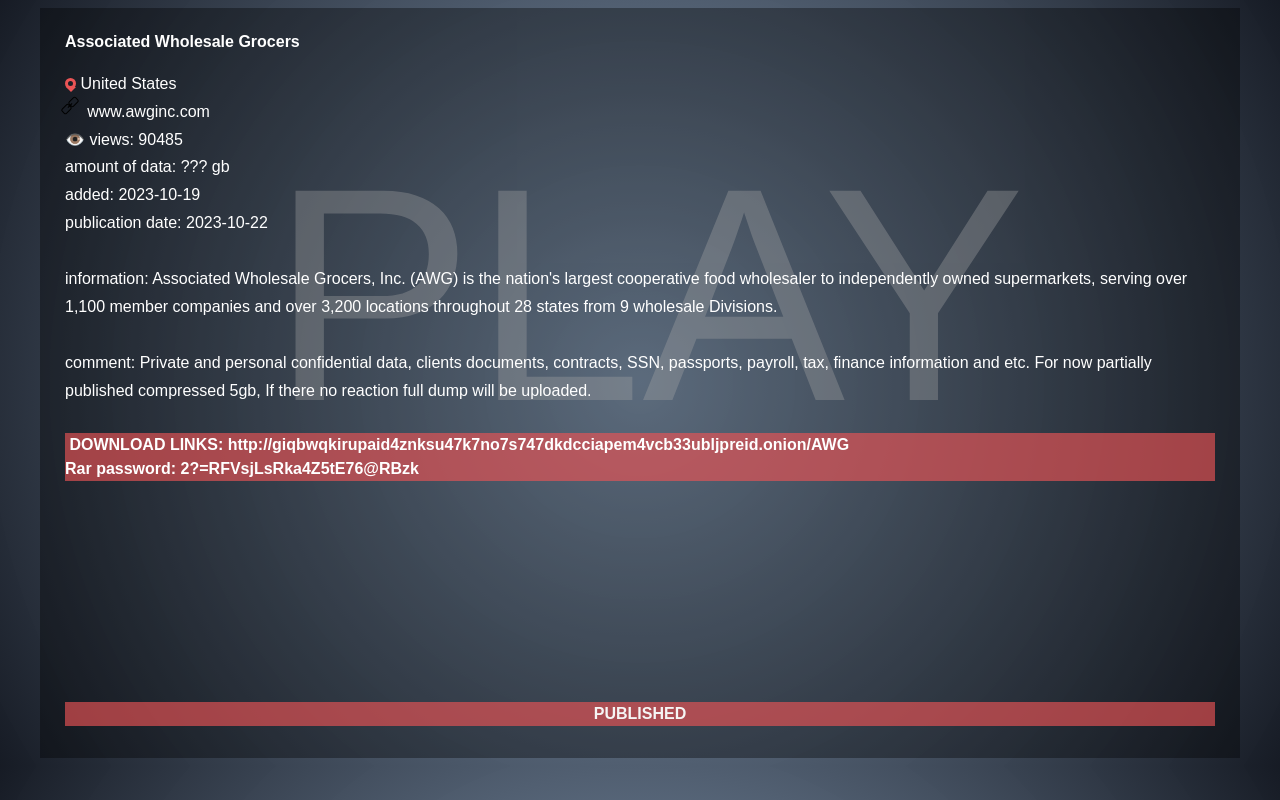 Associated Wholesale Grocers
United States
www.awginc.com
views: 90485
amount of data: ??? gb
added: 2023-10-19
publication date: 2023-10-22
PLAY
information: Associated Wholesale Grocers, Inc. (AWG) is the nation's largest cooperative food wholesaler to independently owned supermarkets, serving over
1,100 member companies and over 3,200 locations throughout 28 states from 9 wholesale Divisions.
comment: Private and personal confidential data, clients documents, contracts, SSN, passports, payroll, tax, finance information and etc. For now partially
published compressed 5gb, If there no reaction full dump will be uploaded.
DOWNLOAD LINKS: http://giqbwqkirupaid4znksu47k7no7s747dkdcciapem4vcb33ubljpreid.onion/AWG
Rar password: 2?=RFVsjLsRka4Z5tE76@RBzk
PUBLISHED